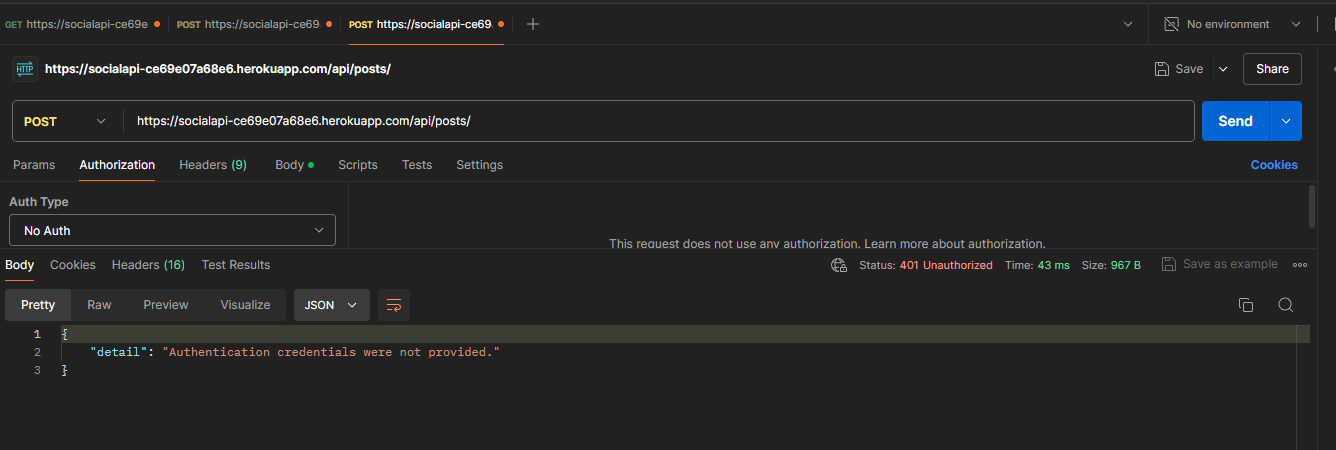 GET https://socialapi-ce69e POST https://socialapi-ce69. POST https://socialapi-ce69. No environment
HTTP https://socialapi-ce69e07a68e6.herokuapp.com/api/posts/ Save Share
POST https://socialapi-ce69e07a68e6.herokuapp.com/api/posts/ Send
Params Authorization Headers (9) Body Scripts Tests Settings Cookies
Auth Type
No Auth
This request does not use any authorization. Learn more about authorization.
Body Cookies Headers (16) Test Results Status: 401 Unauthorized Time: 43 ms Size: 967 B Save as example
Pretty Raw Preview Visualize JSON
1 {
2 "detail": "Authentication credentials were not provided."
3 }